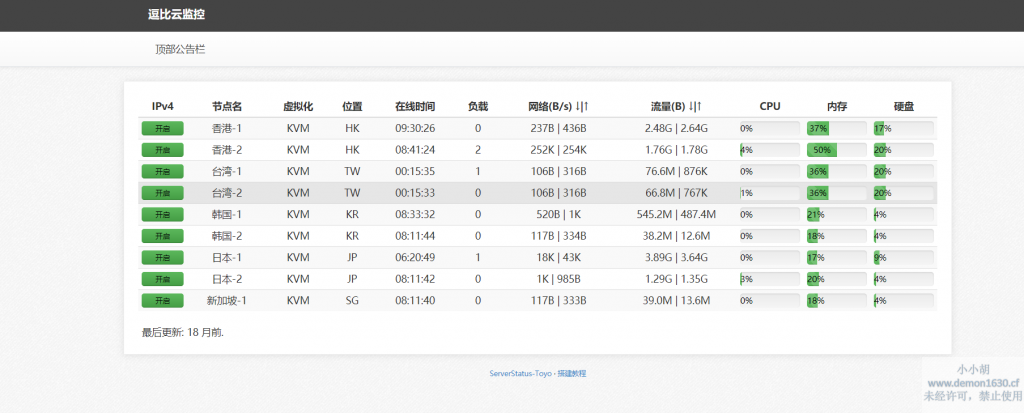 逗比云监控
顶部公告栏
IPv4 节点名 虚拟化 位置 在线时间 负载 网络(B/s) ↓|↑ 流量(B) ↓|↑ CPU 内存 硬盘
开启 香港-1 KVM HK 09:30:26 0 237B | 436B 2.48G | 2.64G 0% 37% 17%
开启 香港-2 KVM HK 08:41:24 2 252K | 254K 1.76G | 1.78G 4% 50% 20%
开启 台湾-1 KVM TW 00:15:35 1 106B | 316B 76.6M | 876K 0% 36% 20%
开启 台湾-2 KVM TW 00:15:33 0 106B | 316B 66.8M | 767K 1% 36% 20%
开启 韩国-1 KVM KR 08:33:32 0 520B | 1K 545.2M | 487.4M 0% 21% 4%
开启 韩国-2 KVM KR 08:11:44 0 117B | 334B 38.2M | 12.6M 0% 18% 4%
开启 日本-1 KVM JP 06:20:49 1 18K | 43K 3.89G | 3.64G 0% 17% 9%
开启 日本-2 KVM JP 08:11:42 0 1K | 985B 1.29G | 1.35G 3% 20% 4%
开启 新加坡-1 KVM SG 08:11:40 0 117B | 333B 39.0M | 13.6M 0% 18% 4%
最后更新: 18 月前.
ServerStatus-Toyo - 搭建教程
小小胡
www.demon1630.cf
未经许可，禁止使用